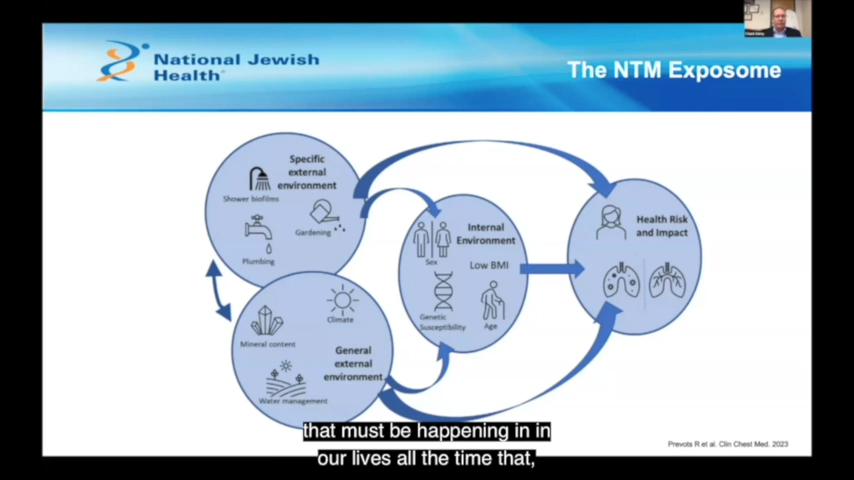 National Jewish
Health®
The NTM Exposome
Specific
external
environment
Shower biofilms
Gardening
Plumbing
Internal
Environment
Sex
Low BMI
Genetic
Susceptibility
Age
Health Risk
and Impact
Climate
Mineral content
General
external
environment
Water management
that must be happening in in
our lives all the time that,
Prevots R et al. Clin Chest Med. 2023